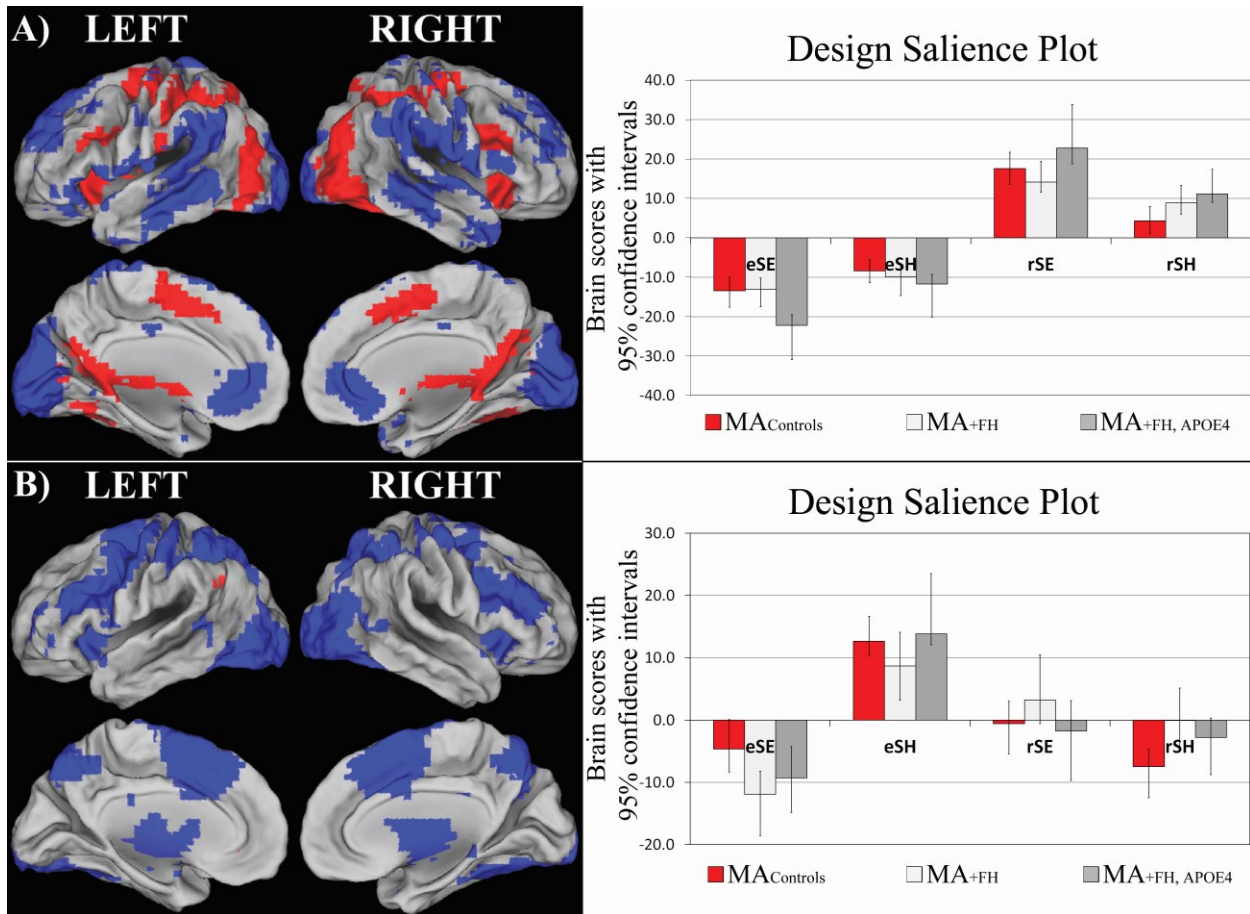 A)
LEFT
RIGHT
Design Salience Plot
Brain scores with
95% confidence intervals
40.0
30.0
20.0
10.0
0.0
-10.0
-20.0
-30.0
-40.0
eSE
eSH
rSE
rSH
MAControls
MA+FH
MA+FH, APOE4
B)
LEFT
RIGHT
Design Salience Plot
Brain scores with
95% confidence intervals
30.0
20.0
10.0
0.0
-10.0
-20.0
eSE
eSH
rSE
rSH
MAControls
MA+FH
MA+FH, APOE4